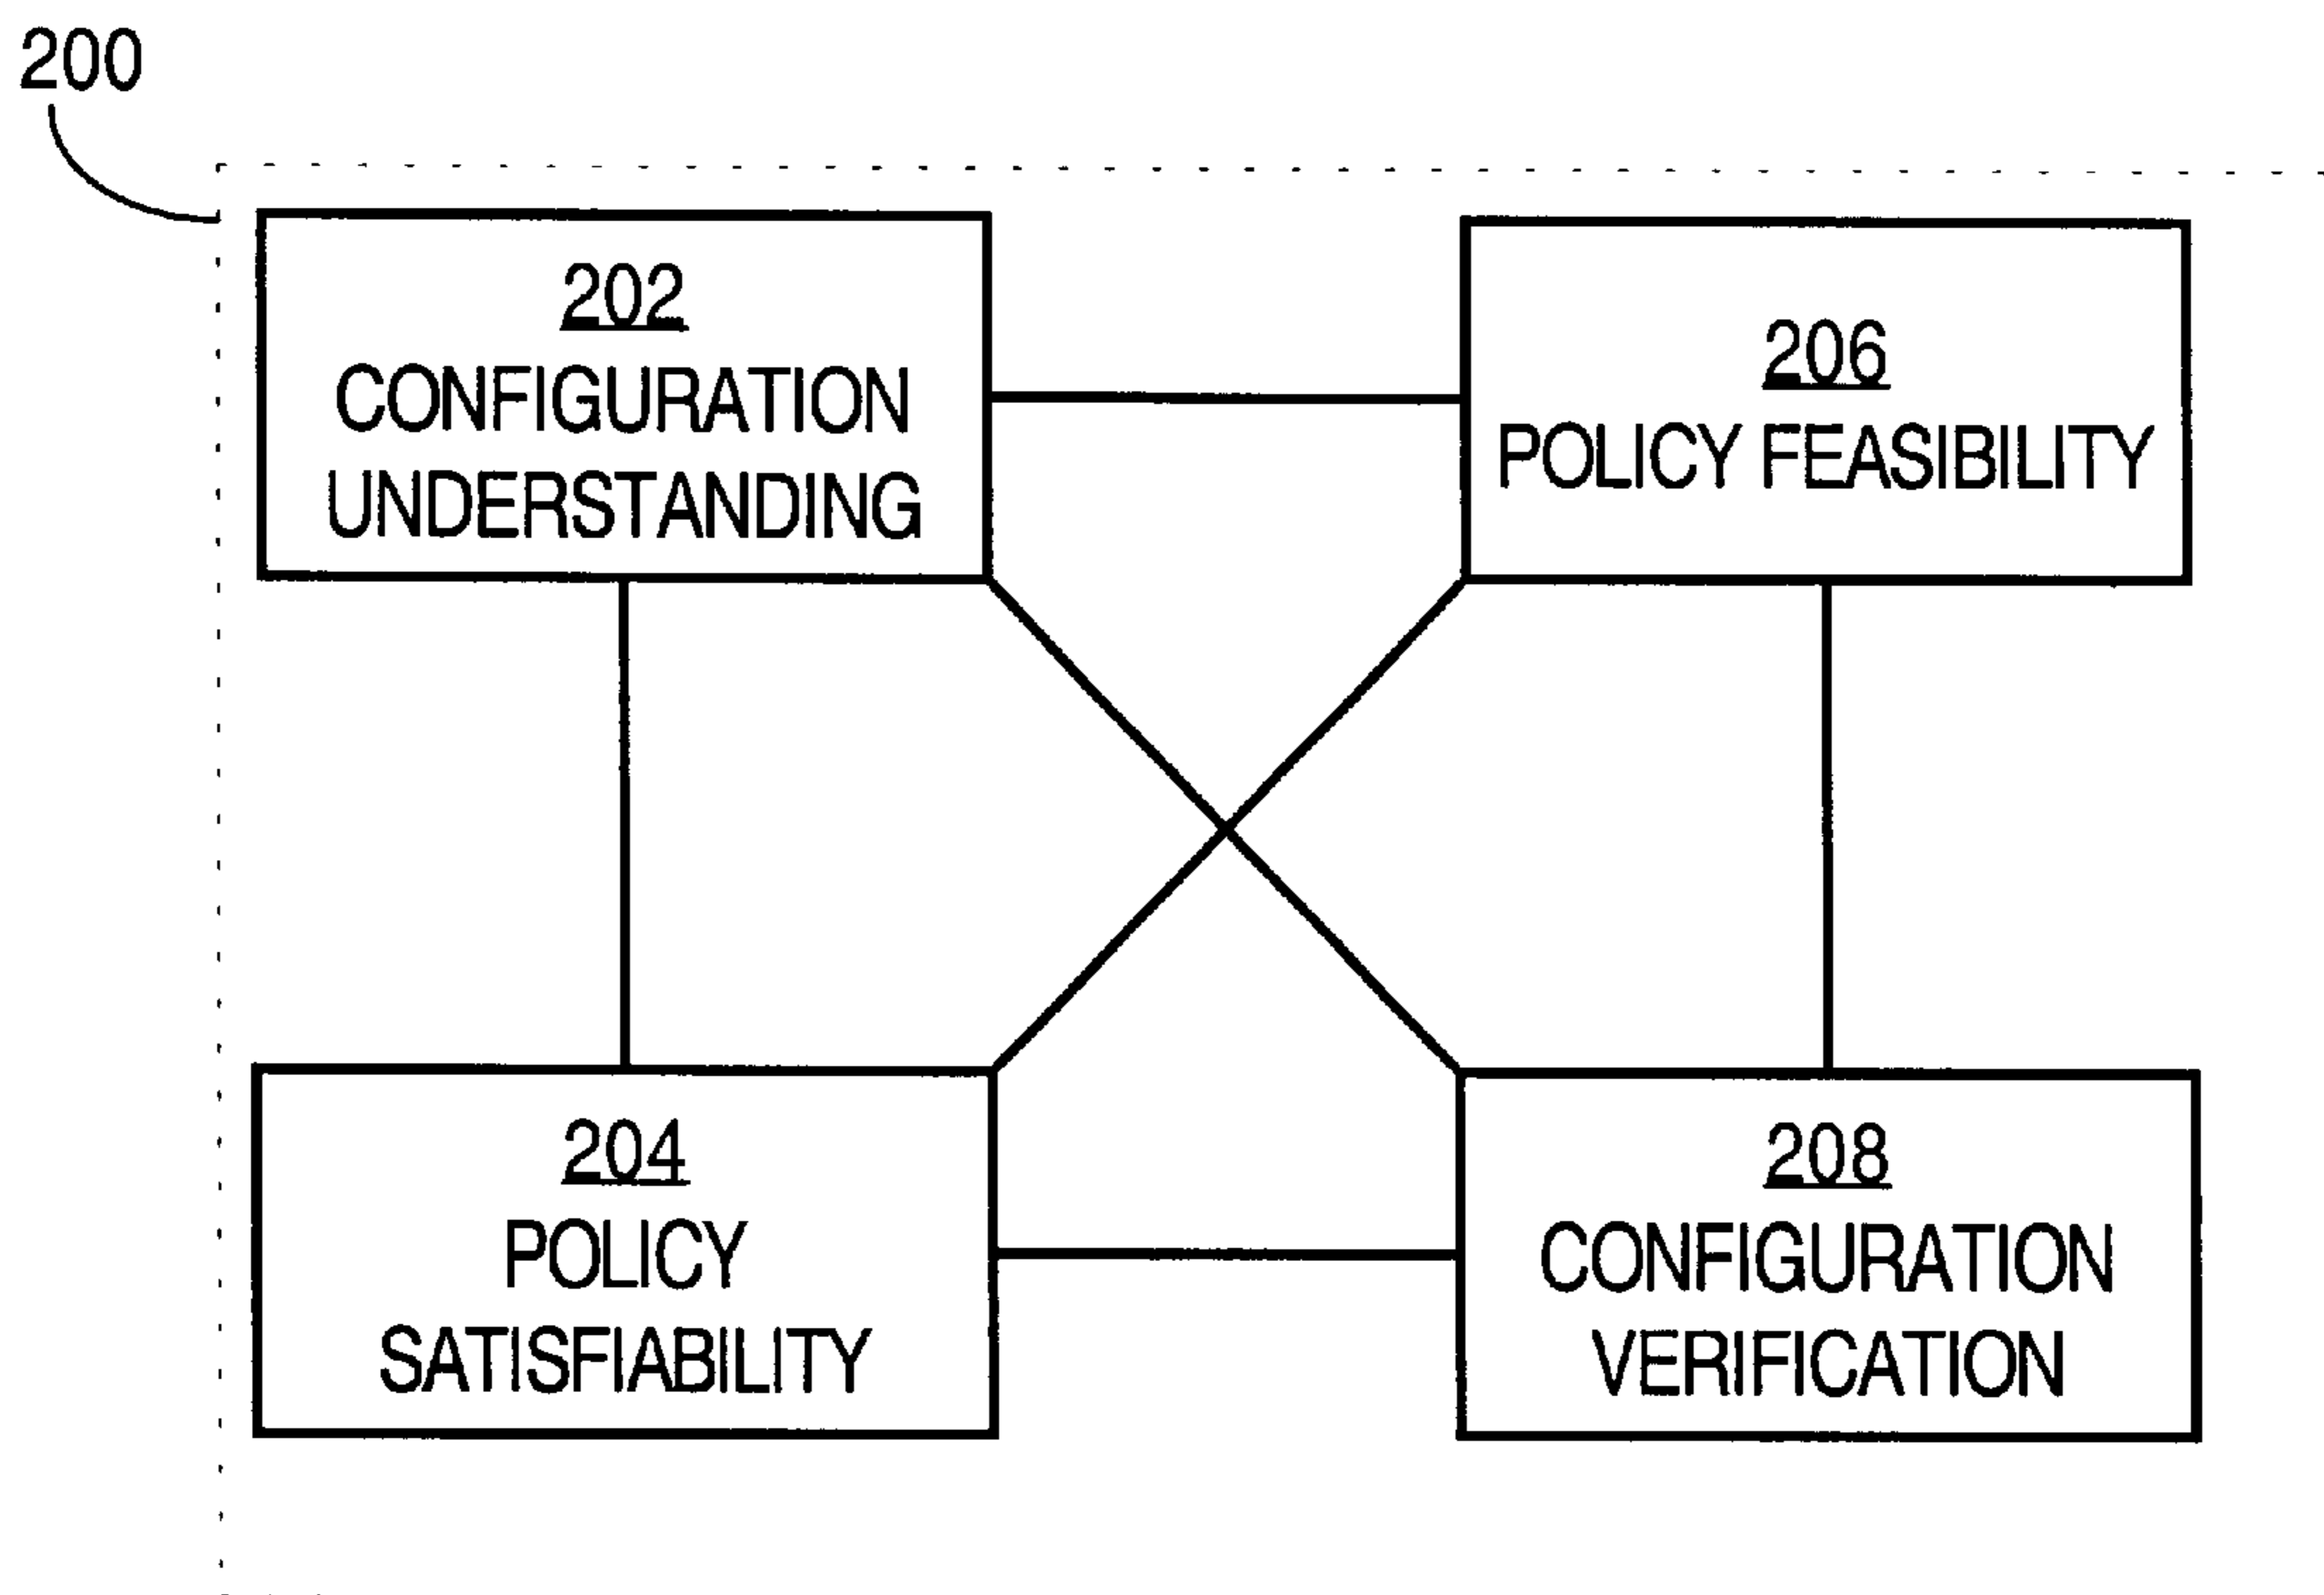 200
202
CONFIGURATION
UNDERSTANDING
206
POLICY FEASIBILITY
204
POLICY
SATISFIABILITY
208
CONFIGURATION
VERIFICATION